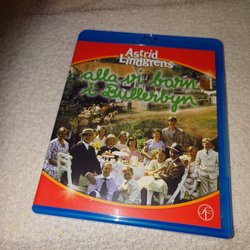 Astrid
Lindgrens
alla vi barn
i Bullerbyn